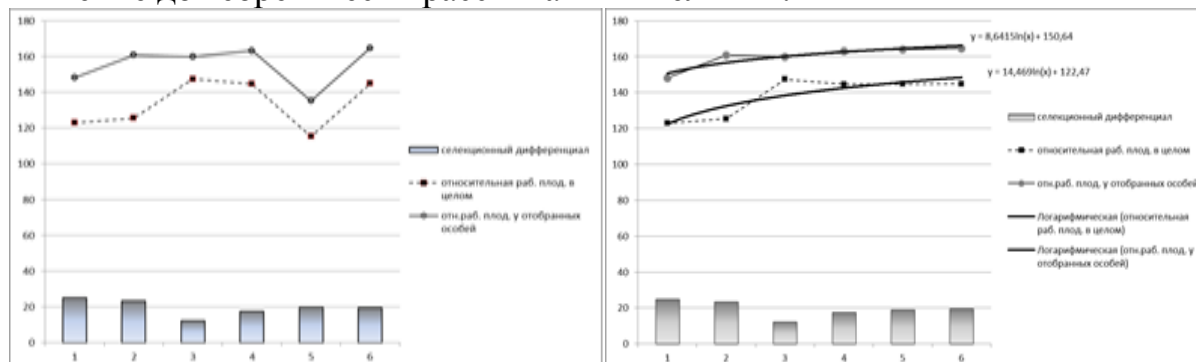 180
160
140
120
100
80
60
40
20
0
1 2 3 4 5 6
селекционный дифференциал
относительная раб. плод. в
целом
отн.раб. плод. у отобранных
особей
180
160
140
120
100
80
60
40
20
0
1 2 3 4 5 6
y = 8,6415ln(x) + 150,64
y = 14,469ln(x) + 122,47
селекционный дифференциал
относительная раб. плод. в целом
отн.раб. плод. у отобранных особей
Логарифмическая (относительная
раб. плод. в целом)
Логарифмическая (отн.раб. плод. у
отобранных особей)